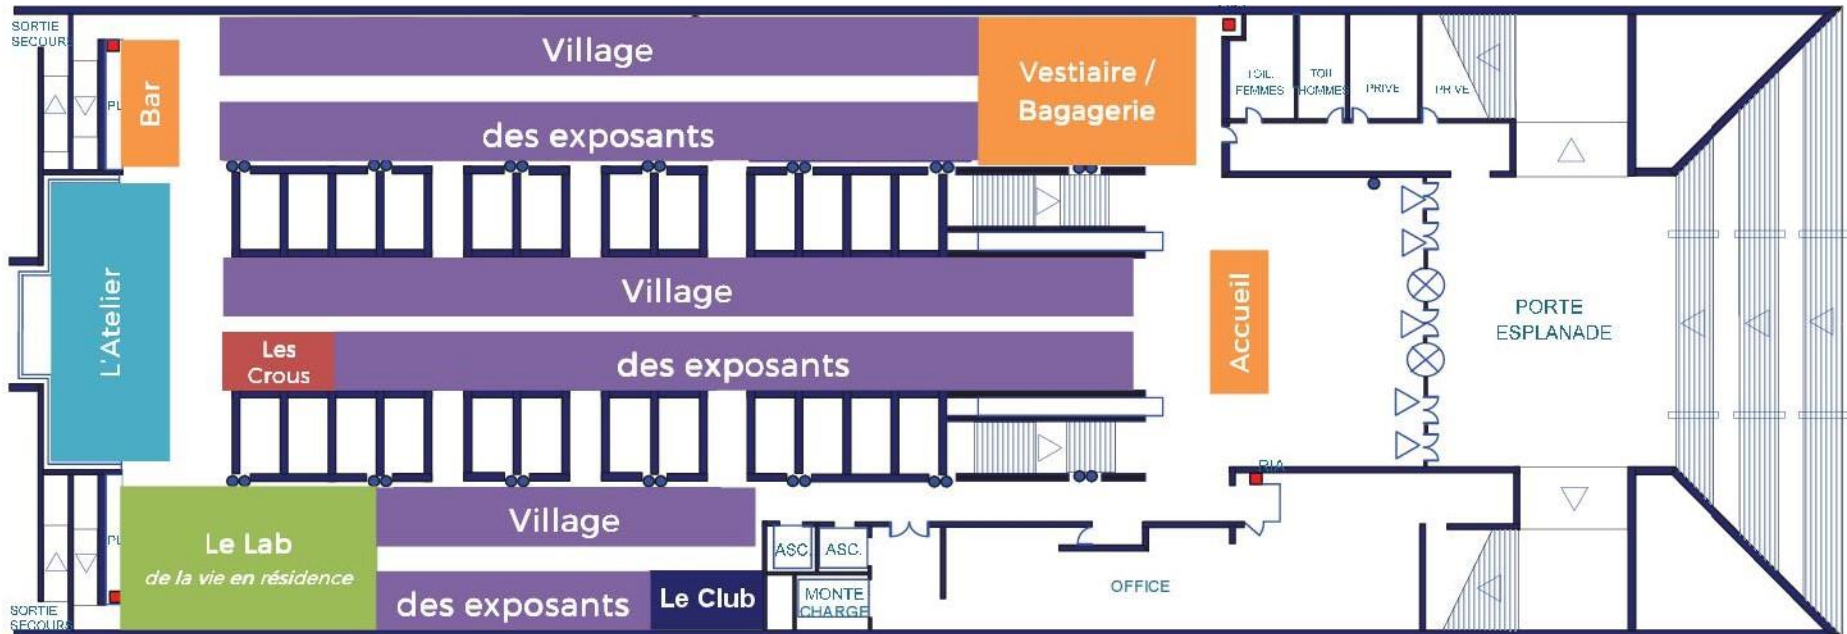 SORTIE
SECOURS
Bar
Village
des exposants
Vestiaire /
Bagagerie
TOIL.
FEMMES
TOIL
HOMMES
PRIVE
PRIVE
L'Atelier
Village
Les
Crous
des exposants
Accueil
PORTE
ESPLANADE
RIA
Le Lab
de la vie en résidence
Village
des exposants
Le Club
ASC.
ASC.
MONTE
CHARGE
OFFICE
SORTIE
SECOURS